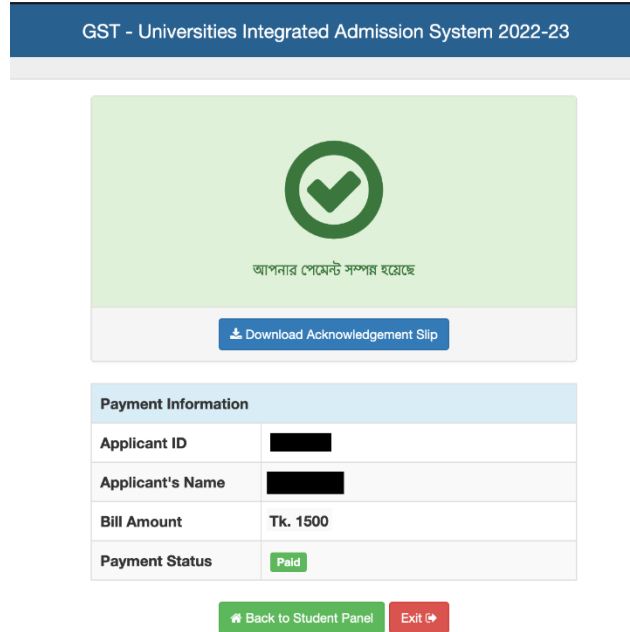 GST - Universities Integrated Admission System 2022-23
আপনার পেমেন্ট সম্পন্ন হয়েছে
Download Acknowledgement Slip
Payment Information
Applicant ID
Applicant's Name
Bill Amount Tk. 1500
Payment Status Paid
Back to Student Panel Exit